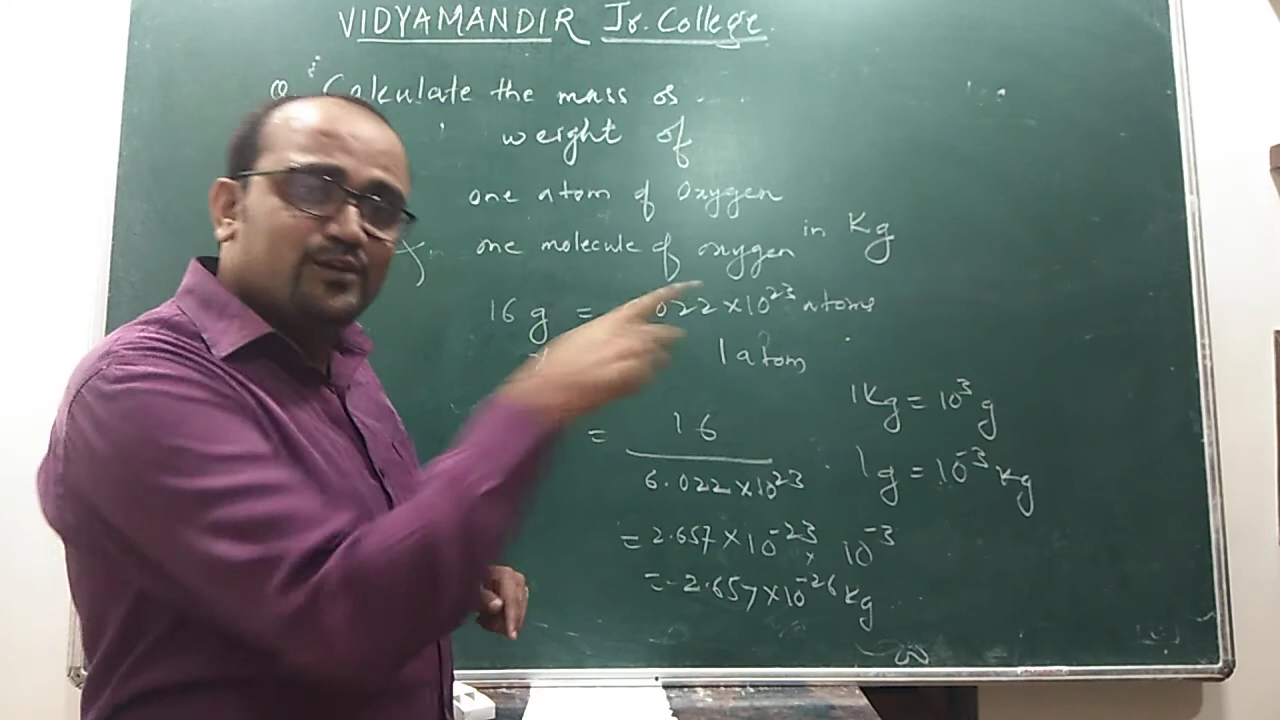 VIDYAMANDIR Jr. College.
Q. Calculate the mass or
weight of
one atom of Oxygen
one molecule of oxygen in Kg
16 g = 022 × 10²³ atoms
1 atom
= 16
6.022 × 10²³
1Kg = 10³ g
1g = 10⁻³ kg
= 2.657 × 10⁻²³ × 10⁻³
= 2.657 × 10⁻²⁶ Kg